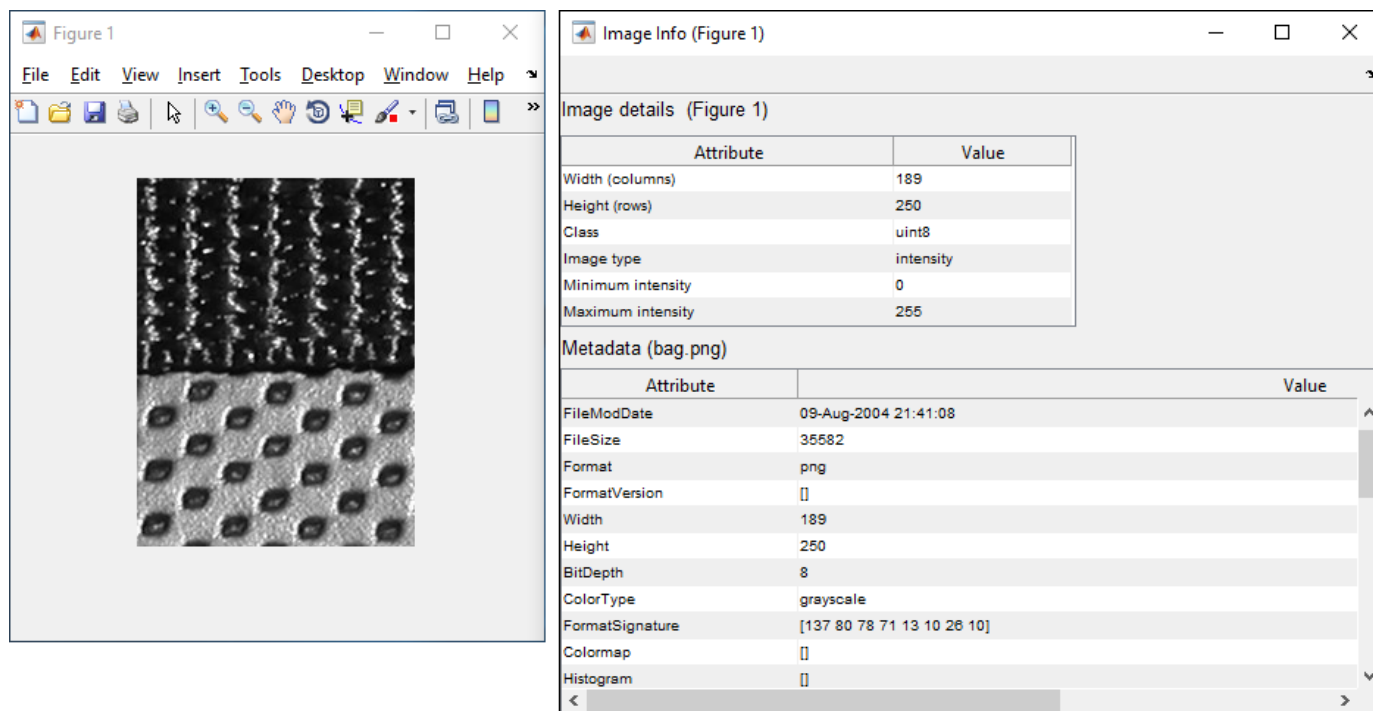 Figure 1
File Edit View Insert Tools Desktop Window Help
Image Info (Figure 1)
Image details (Figure 1)
Attribute Value
Width (columns) 189
Height (rows) 250
Class uint8
Image type intensity
Minimum intensity 0
Maximum intensity 255
Metadata (bag.png)
Attribute Value
FileModDate 09-Aug-2004 21:41:08
FileSize 35582
Format png
FormatVersion []
Width 189
Height 250
BitDepth 8
ColorType grayscale
FormatSignature [137 80 78 71 13 10 26 10]
Colormap []
Histogram []